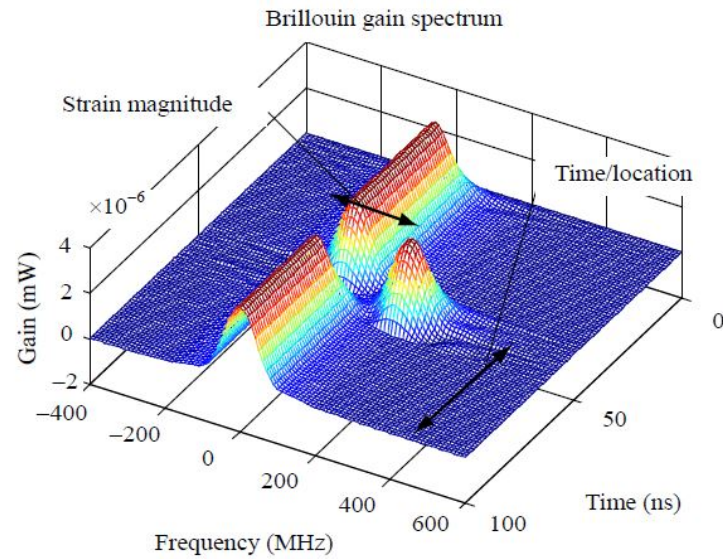 Brillouin gain spectrum
Strain magnitude
Time/location
×10⁻⁶
4
2
0
−2
Gain (mW)
−400
−200
0
200
400
600
Frequency (MHz)
0
50
100
Time (ns)